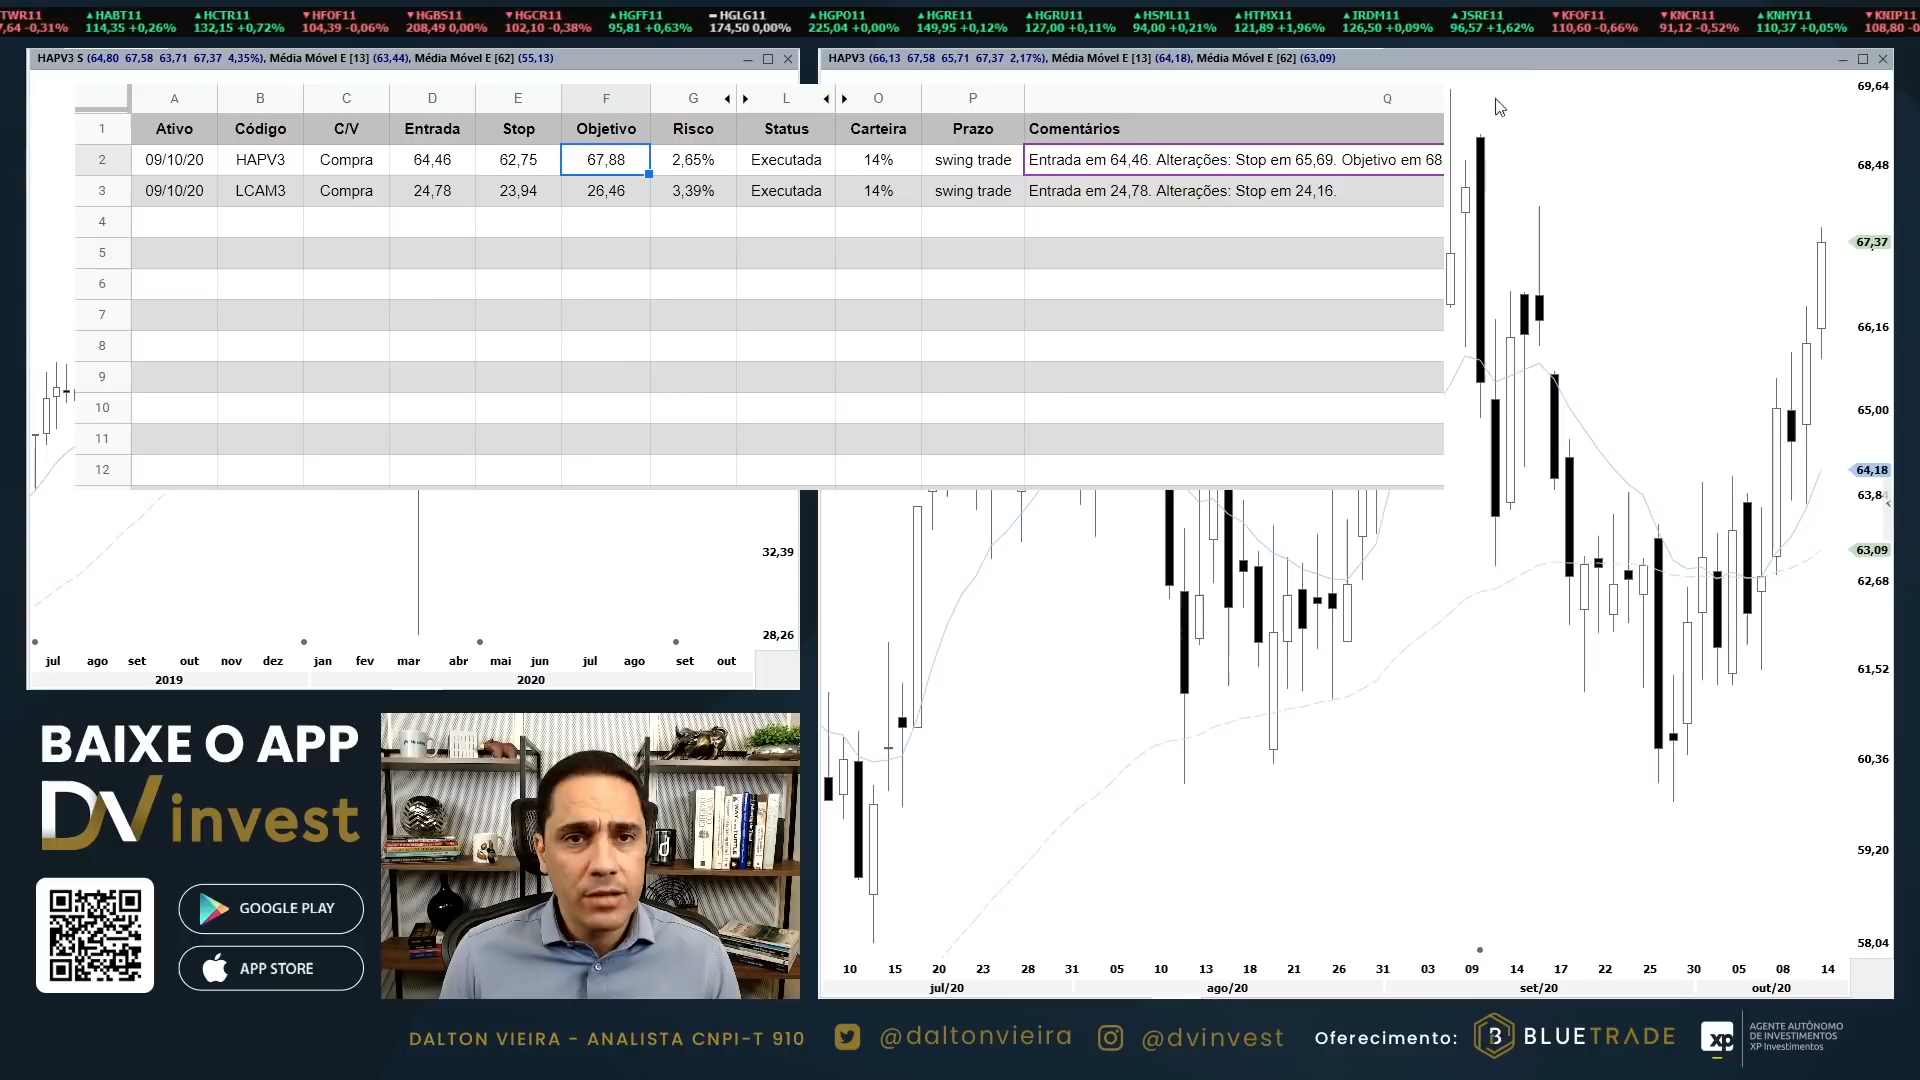 TWR11 ▲HABT11 ▲HCTR11 ▼HFOF11 ▼HGBS11 ▼HGCR11 ▲HGFF11 ━HGLG11 ▲HGPO11 ▲HGRE11 ▲HGRU11 ▲HSML11 ▲HTMX11 ▲IRDM11 ▲JSRE11 ▼KFOF11 ▼KNCR11 ▲KNHY11 ▼KNIP11
7,64 -0,31% 114,35 +0,26% 132,15 +0,72% 104,39 -0,06% 208,49 0,00% 102,10 -0,38% 95,81 +0,63% 174,50 0,00% 225,04 +0,00% 149,95 +0,12% 127,00 +0,11% 94,00 +0,21% 121,89 +1,96% 126,50 +0,09% 96,57 +1,62% 110,60 -0,66% 91,12 -0,52% 110,37 +0,05% 108,80 -0
HAPV3 S (64,80 67,58 63,71 67,37 4,35%), Média Móvel E [13] (63,44), Média Móvel E [62] (55,13)
HAPV3 (66,13 67,58 65,71 67,37 2,17%), Média Móvel E [13] (64,18), Média Móvel E [62] (63,09)
A B C D E F G L O P Q
1 Ativo Código C/V Entrada Stop Objetivo Risco Status Carteira Prazo Comentários
2 09/10/20 HAPV3 Compra 64,46 62,75 67,88 2,65% Executada 14% swing trade Entrada em 64,46. Alterações: Stop em 65,69. Objetivo em 68
3 09/10/20 LCAM3 Compra 24,78 23,94 26,46 3,39% Executada 14% swing trade Entrada em 24,78. Alterações: Stop em 24,16.
4
5
6
7
8
9
10
11
12
32,39
28,26
jul ago set out nov dez jan fev mar abr mai jun jul ago set out
2019 2020
69,64
68,48
67,37
66,16
65,00
64,18
63,84
63,09
62,68
61,52
60,36
59,20
58,04
10 15 20 23 28 31 05 10 13 18 21 26 31 03 09 14 17 22 25 30 05 08 14
jul/20 ago/20 set/20 out/20
BAIXE O APP
DV invest
GOOGLE PLAY
APP STORE
DALTON VIEIRA - ANALISTA CNPI-T 910 @daltonvieira @dvinvest Oferecimento: BLUETRADE xp
AGENTE AUTÔNOMO
DE INVESTIMENTOS
XP Investimentos